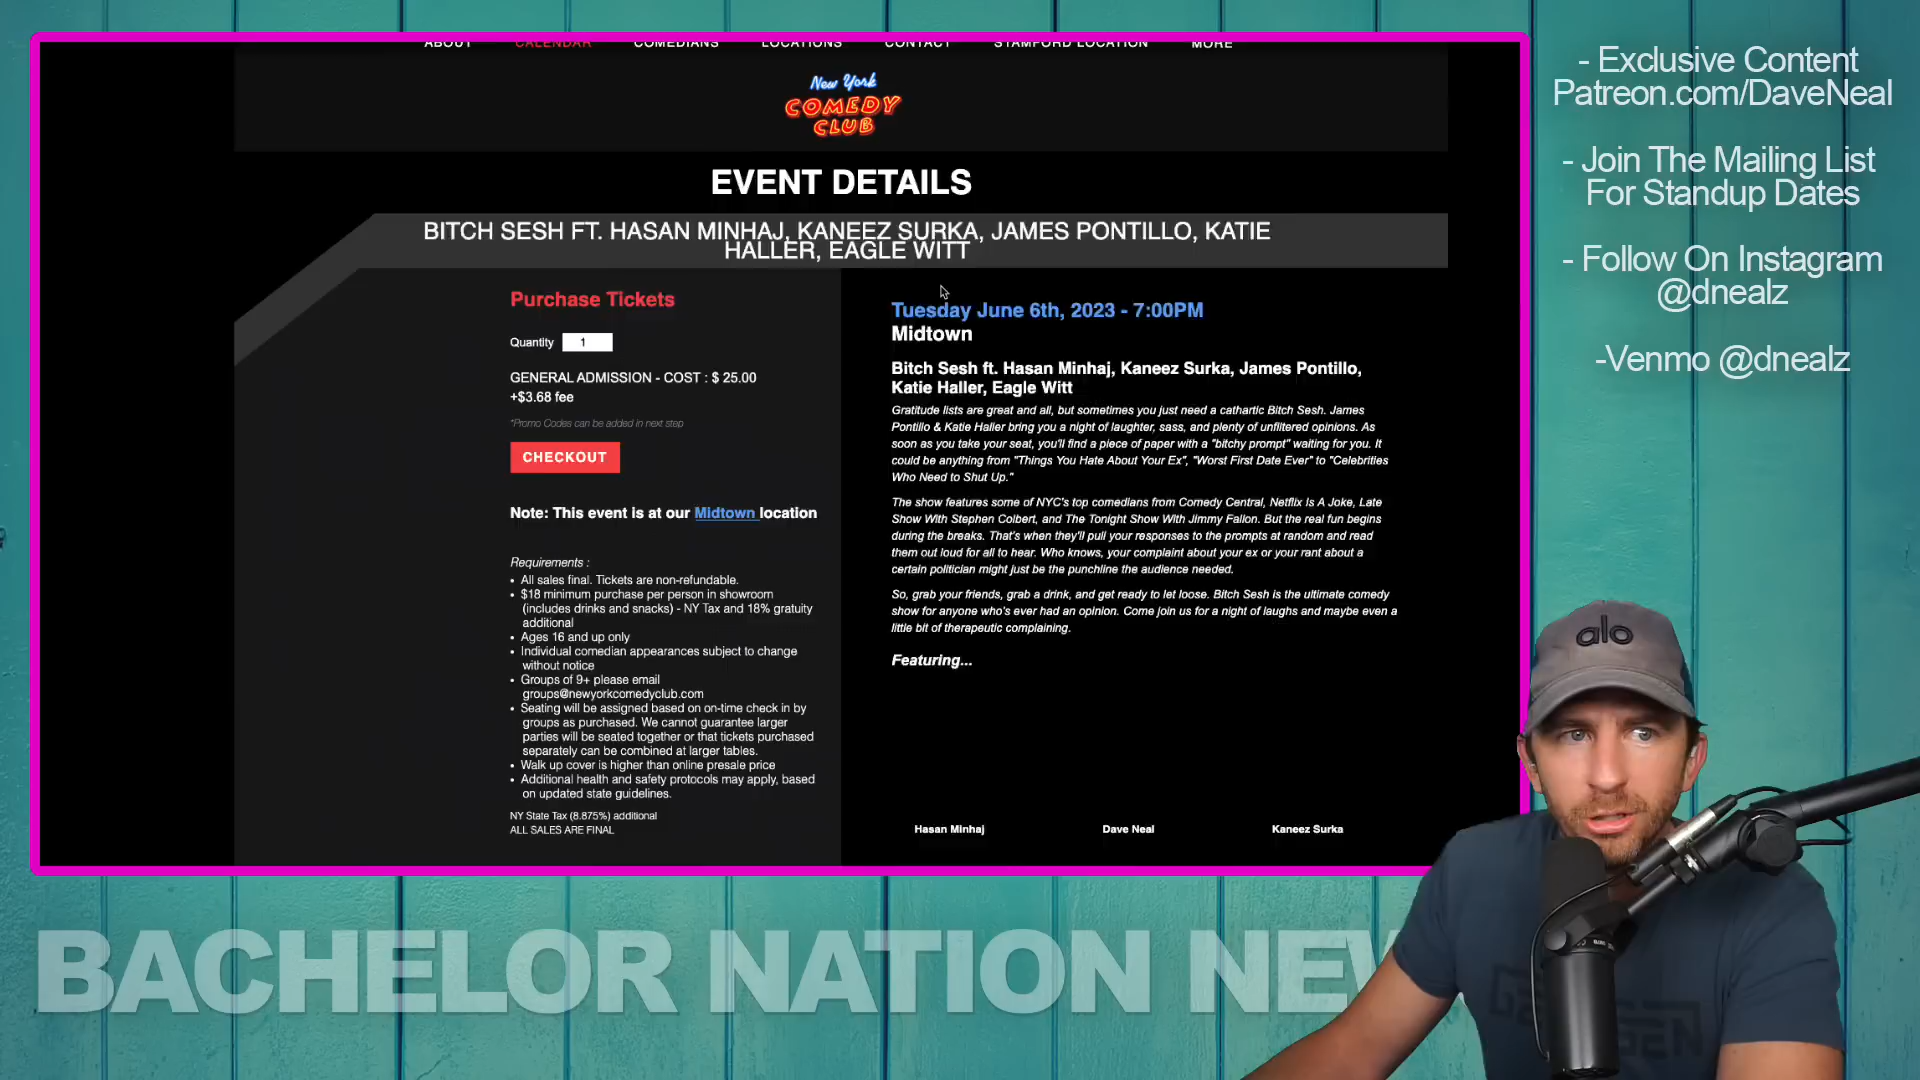 ABOUT CALENDAR COMEDIANS LOCATIONS CONTACT STAMFORD LOCATION MORE
New York
COMEDY
CLUB
EVENT DETAILS
BITCH SESH FT. HASAN MINHAJ, KANEEZ SURKA, JAMES PONTILLO, KATIE
HALLER, EAGLE WITT
Purchase Tickets
Quantity 1
GENERAL ADMISSION - COST : $ 25.00
+$3.68 fee
*Promo Codes can be added in next step
CHECKOUT
Note: This event is at our Midtown location
Requirements :
• All sales final. Tickets are non-refundable.
• $18 minimum purchase per person in showroom
(includes drinks and snacks) - NY Tax and 18% gratuity
additional
• Ages 16 and up only
• Individual comedian appearances subject to change
without notice
• Groups of 9+ please email
groups@newyorkcomedyclub.com
• Seating will be assigned based on on-time check in by
groups as purchased. We cannot guarantee larger
parties will be seated together or that tickets purchased
separately can be combined at larger tables.
• Walk up cover is higher than online presale price
• Additional health and safety protocols may apply, based
on updated state guidelines.
NY State Tax (8.875%) additional
ALL SALES ARE FINAL
Tuesday June 6th, 2023 - 7:00PM
Midtown
Bitch Sesh ft. Hasan Minhaj, Kaneez Surka, James Pontillo,
Katie Haller, Eagle Witt
Gratitude lists are great and all, but sometimes you just need a cathartic Bitch Sesh. James
Pontillo & Katie Haller bring you a night of laughter, sass, and plenty of unfiltered opinions. As
soon as you take your seat, you'll find a piece of paper with a "bitchy prompt" waiting for you. It
could be anything from "Things You Hate About Your Ex", "Worst First Date Ever" to "Celebrities
Who Need to Shut Up."
The show features some of NYC's top comedians from Comedy Central, Netflix Is A Joke, Late
Show With Stephen Colbert, and The Tonight Show With Jimmy Fallon. But the real fun begins
during the breaks. That's when they'll pull your responses to the prompts at random and read
them out loud for all to hear. Who knows, your complaint about your ex or your rant about a
certain politician might just be the punchline the audience needed.
So, grab your friends, grab a drink, and get ready to let loose. Bitch Sesh is the ultimate comedy
show for anyone who's ever had an opinion. Come join us for a night of laughs and maybe even a
little bit of therapeutic complaining.
Featuring...
Hasan Minhaj Dave Neal Kaneez Surka
- Exclusive Content
Patreon.com/DaveNeal
- Join The Mailing List
For Standup Dates
- Follow On Instagram
@dnealz
-Venmo @dnealz
alo
BACHELOR NATION NEW